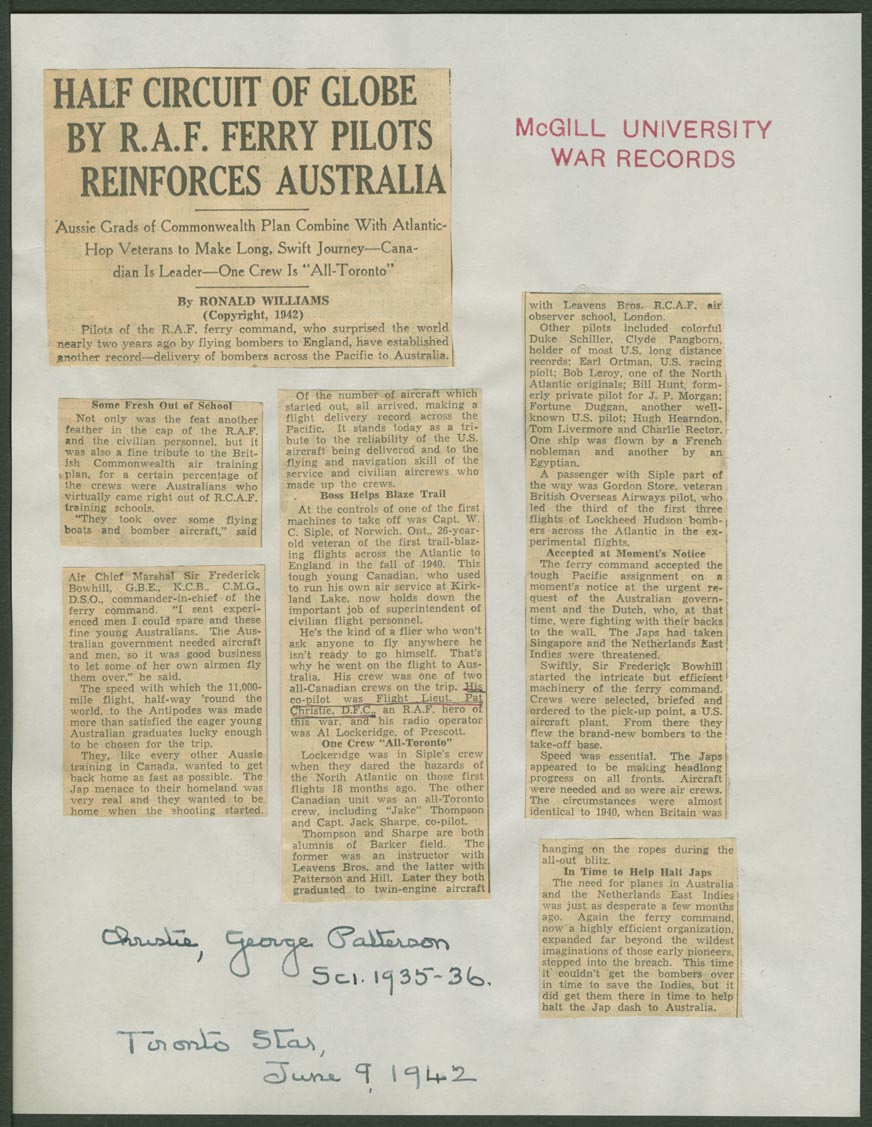 HALF CIRCUIT OF GLOBE
BY R.A.F. FERRY PILOTS
REINFORCES AUSTRALIA
Aussie Grads of Commonwealth Plan Combine With Atlantic-
Hop Veterans to Make Long, Swift Journey—Cana-
dian Is Leader—One Crew Is "All-Toronto"
By RONALD WILLIAMS
(Copyright, 1942)
Pilots of the R.A.F. ferry command, who surprised the world
nearly two years ago by flying bombers to England, have established
another record—delivery of bombers across the Pacific to Australia.
McGILL UNIVERSITY
WAR RECORDS
Some Fresh Out of School
Not only was the feat another
feather in the cap of the R.A.F.
and the civilian personnel, but it
was also a fine tribute to the Brit-
ish Commonwealth air training
plan, for a certain percentage of
the crews were Australians who
virtually came right out of R.C.A.F.
training schools.
"They took over some flying
boats and bomber aircraft," said
Air Chief Marshal Sir Frederick
Bowhill, G.B.E., K.C.B., C.M.G.,
D.S.O., commander-in-chief of the
ferry command. "I sent experi-
enced men I could spare and these
fine young Australians. The Aus-
tralian government needed aircraft
and men, so it was good business
to let some of her own airmen fly
them over," he said.
The speed with which the 11,000-
mile flight, half-way 'round the
world, to the Antipodes was made
more than satisfied the eager young
Australian graduates lucky enough
to be chosen for the trip.
They, like every other Aussie
training in Canada, wanted to get
back home as fast as possible. The
Jap menace to their homeland was
very real and they wanted to be
home when the shooting started.
Of the number of aircraft which
started out, all arrived, making a
flight delivery record across the
Pacific. It stands today as a tri-
bute to the reliability of the U.S.
aircraft being delivered and to the
flying and navigation skill of the
service and civilian aircrews who
made up the crews.
Boss Helps Blaze Trail
At the controls of one of the first
machines to take off was Capt. W.
C. Siple, of Norwich, Ont., 26-year-
old veteran of the first trail-blaz-
ing flights across the Atlantic to
England in the fall of 1940. This
tough young Canadian, who used
to run his own air service at Kirk-
land Lake, now holds down the
important job of superintendent of
civilian flight personnel.
He's the kind of a flier who won't
ask anyone to fly anywhere he
isn't ready to go himself. That's
why he went on the flight to Aus-
tralia. His crew was one of two
all-Canadian crews on the trip. His
co-pilot was Flight Lieut. Pat
Christie, D.F.C., an R.A.F. hero of
this war, and his radio operator
was Al Lockeridge, of Prescott.
One Crew "All-Toronto"
Lockeridge was in Siple's crew
when they dared the hazards of
the North Atlantic on those first
flights 18 months ago. The other
Canadian unit was an all-Toronto
crew, including "Jake" Thompson
and Capt. Jack Sharpe, co-pilot.
Thompson and Sharpe are both
alumnis of Barker field. The
former was an instructor with
Leavens Bros. and the latter with
Patterson and Hill. Later they both
graduated to twin-engine aircraft
with Leavens Bros. R.C.A.F. air
observer school, London.
Other pilots included colorful
Duke Schiller, Clyde Pangborn,
holder of most U.S. long distance
records; Earl Ortman, U.S. racing
piolt; Bob Leroy, one of the North
Atlantic originals; Bill Hunt, form-
erly private pilot for J. P. Morgan;
Fortune Duggan, another well-
known U.S. pilot; Hugh Hearndon,
Tom Livermore and Charlie Rector.
One ship was flown by a French
nobleman and another by an
Egyptian.
A passenger with Siple part of
the way was Gordon Store, veteran
British Overseas Airways pilot, who
led the third of the first three
flights of Lockheed Hudson bomb-
ers across the Atlantic in the ex-
perimental flights.
Accepted at Moment's Notice
The ferry command accepted the
tough Pacific assignment on a
moment's notice at the urgent re-
quest of the Australian govern-
ment and the Dutch, who, at that
time, were fighting with their backs
to the wall. The Japs had taken
Singapore and the Netherlands East
Indies were threatened.
Swiftly, Sir Frederick Bowhill
started the intricate but efficient
machinery of the ferry command.
Crews were selected, briefed and
ordered to the pick-up point, a U.S.
aircraft plant. From there they
flew the brand-new bombers to the
take-off base.
Speed was essential. The Japs
appeared to be making headlong
progress on all fronts. Aircraft
were needed and so were air crews.
The circumstances were almost
identical to 1940, when Britain was
hanging on the ropes during the
all-out blitz.
In Time to Help Halt Japs
The need for planes in Australia
and the Netherlands East Indies
was just as desperate a few months
ago. Again the ferry command,
now a highly efficient organization,
expanded far beyond the wildest
imaginations of those early pioneers,
stepped into the breach. This time
it couldn't get the bombers over
in time to save the Indies, but it
did get them there in time to help
halt the Jap dash to Australia.
Christie, George Patterson
Sci. 1935-36.
Toronto Star,
June 9, 1942